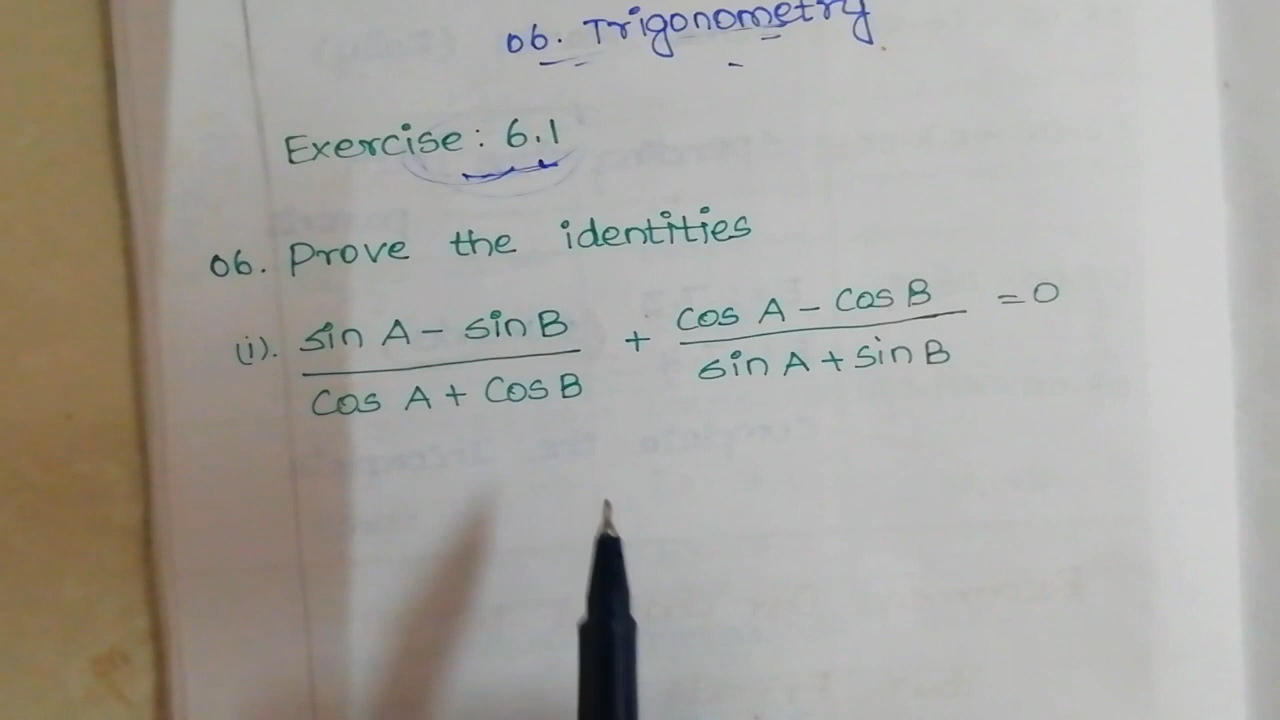 06. Trigonometry
Exercise: 6.1
06. Prove the identities
(i). sin A - sin B / cos A + cos B + cos A - cos B / sin A + sin B = 0